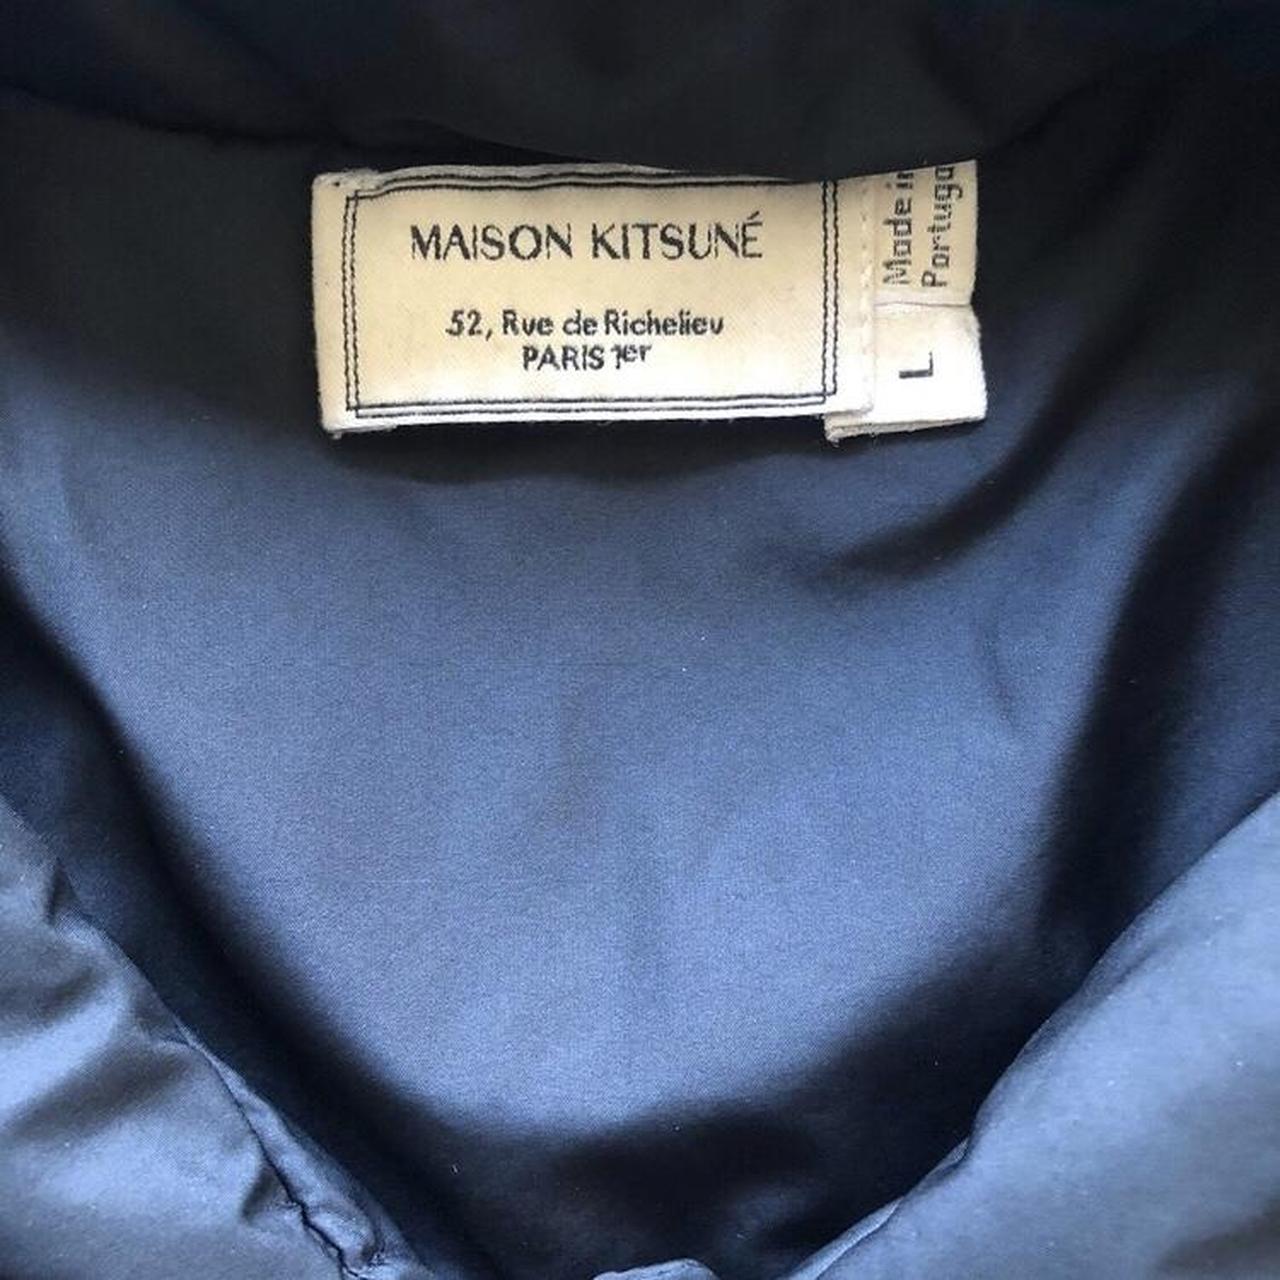 MAISON KITSUNÉ
52, Rue de Richelieu
PARIS 1er
Made in
Portuga
L